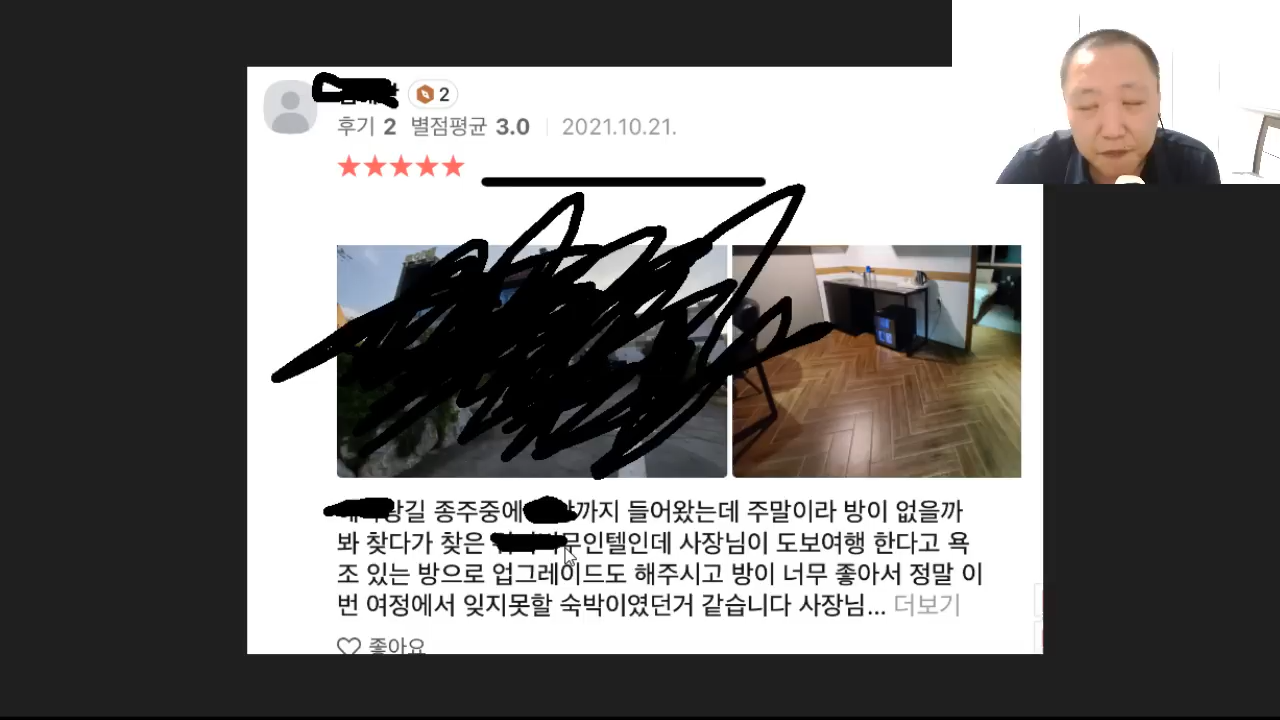 2
후기 2 별점평균 3.0 2021.10.21.
★★★★★
종주중에 까지 들어왔는데 주말이라 방이 없을까
봐 찾다가 찾은 무인텔인데 사장님이 도보여행 한다고 욕
조 있는 방으로 업그레이드도 해주시고 방이 너무 좋아서 정말 이
번 여정에서 잊지못할 숙박이였던거 같습니다 사장님... 더보기
좋아요